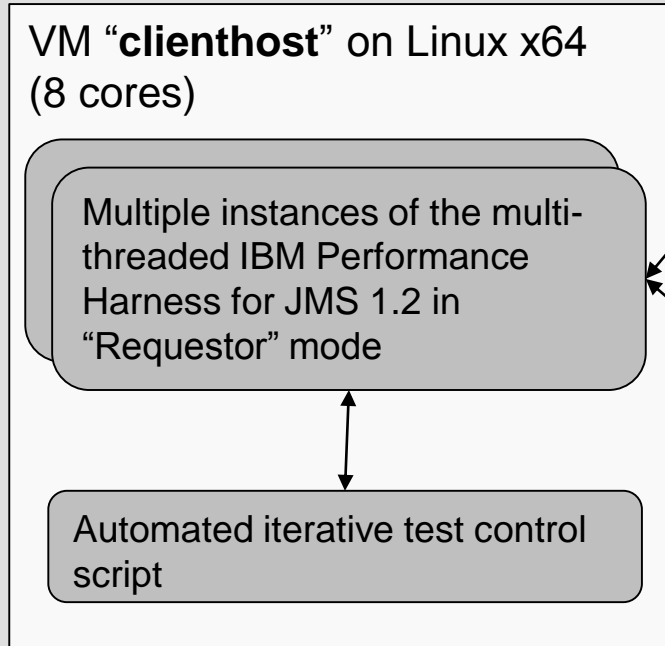 VM “clienthost” on Linux x64
(8 cores)
Multiple instances of the multi-
threaded IBM Performance
Harness for JMS 1.2 in
“Requestor” mode
Automated iterative test control
script